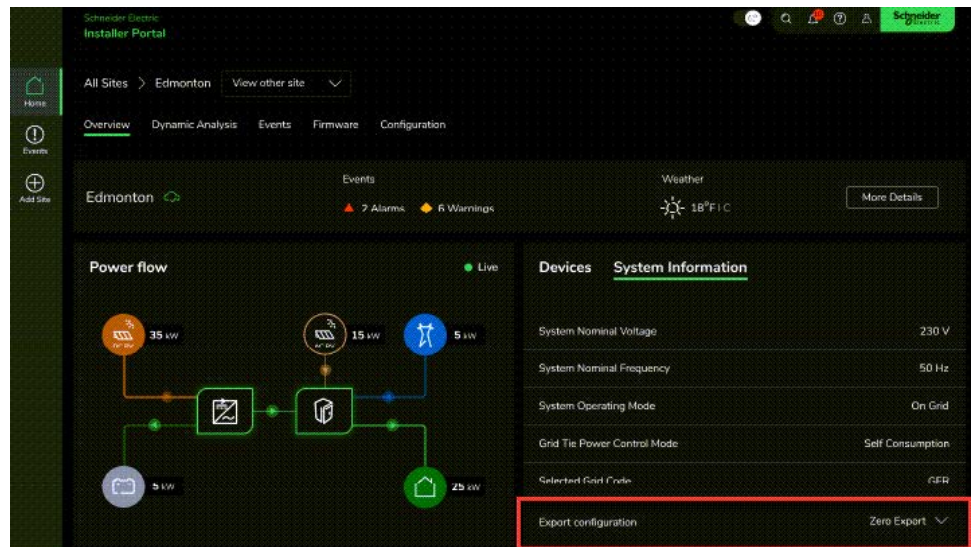 Schneider Electric
Installer Portal
Schneider Electric
Home
Events
Add Site
All Sites > Edmonton View other site
Overview Dynamic Analysis Events Firmware Configuration
Edmonton
Events
2 Alarms 6 Warnings
Weather
18°F|C
More Details
Power flow
Live
35 kW
15 kW
5 kW
5 kW
25 kW
Devices System Information
System Nominal Voltage 230 V
System Nominal Frequency 50 Hz
System Operating Mode On Grid
Grid Tie Power Control Mode Self Consumption
Selected Grid Code GER
Export configuration Zero Export